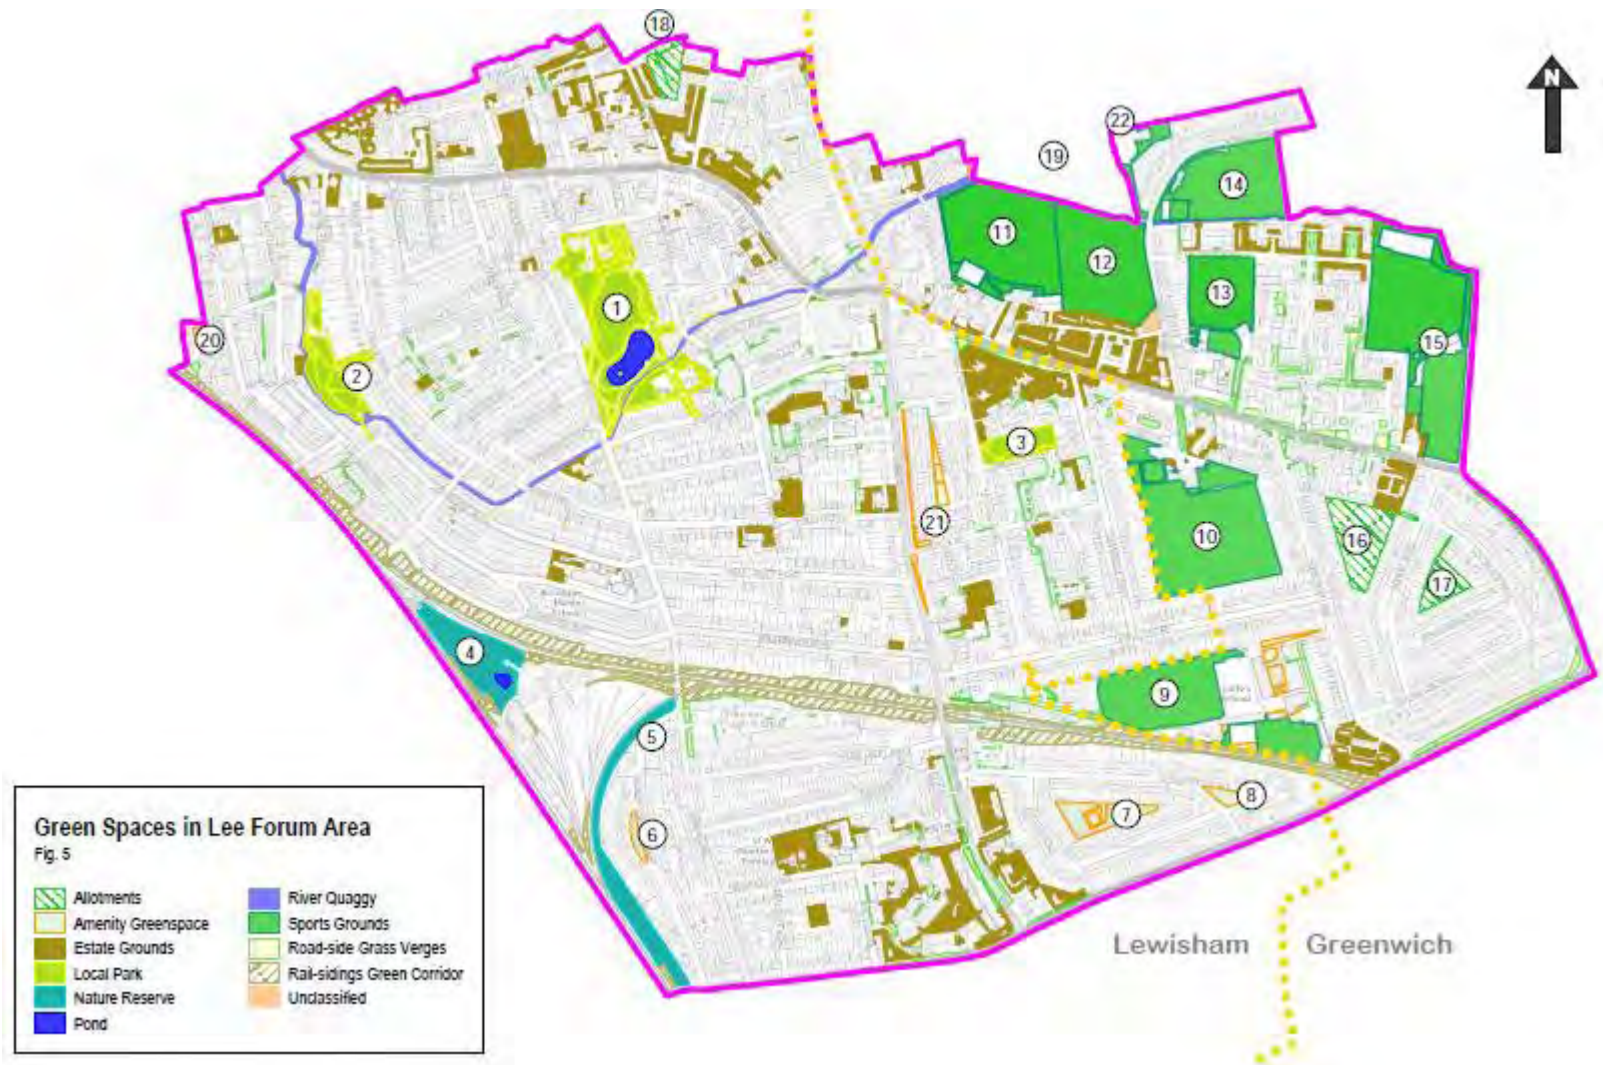 18
N
22
19
14
11
12
13
1
15
20
2
3
21
10
16
17
4
9
5
8
7
6
Green Spaces in Lee Forum Area
Fig. 5
Allotments
River Quaggy
Amenity Greenspace
Sports Grounds
Estate Grounds
Road-side Grass Verges
Local Park
Rail-sidings Green Corridor
Nature Reserve
Unclassified
Pond
Lewisham
Greenwich